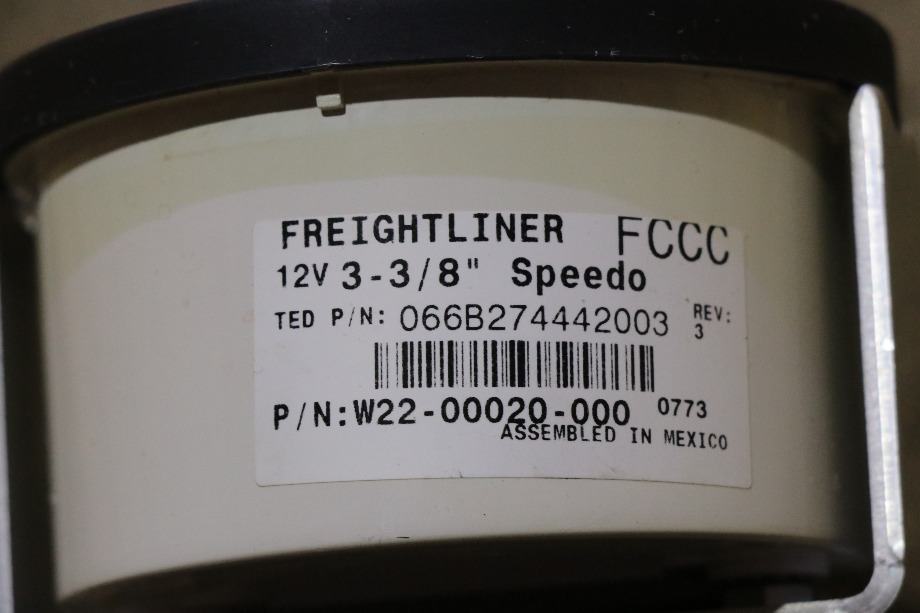 FREIGHTLINER FCCC
12V 3-3/8" Speedo
TED P/N: 066B274442003 REV: 3
P/N:W22-00020-000 0773
ASSEMBLED IN MEXICO